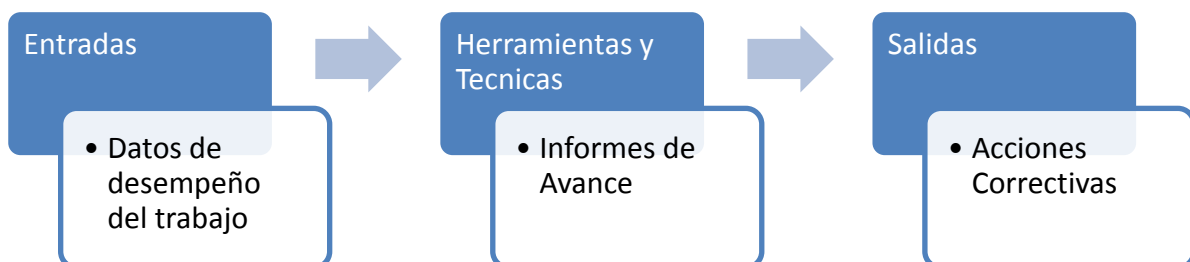 Entradas
• Datos de
desempeño
del trabajo
Herramientas y
Tecnicas
• Informes de
Avance
Salidas
• Acciones
Correctivas